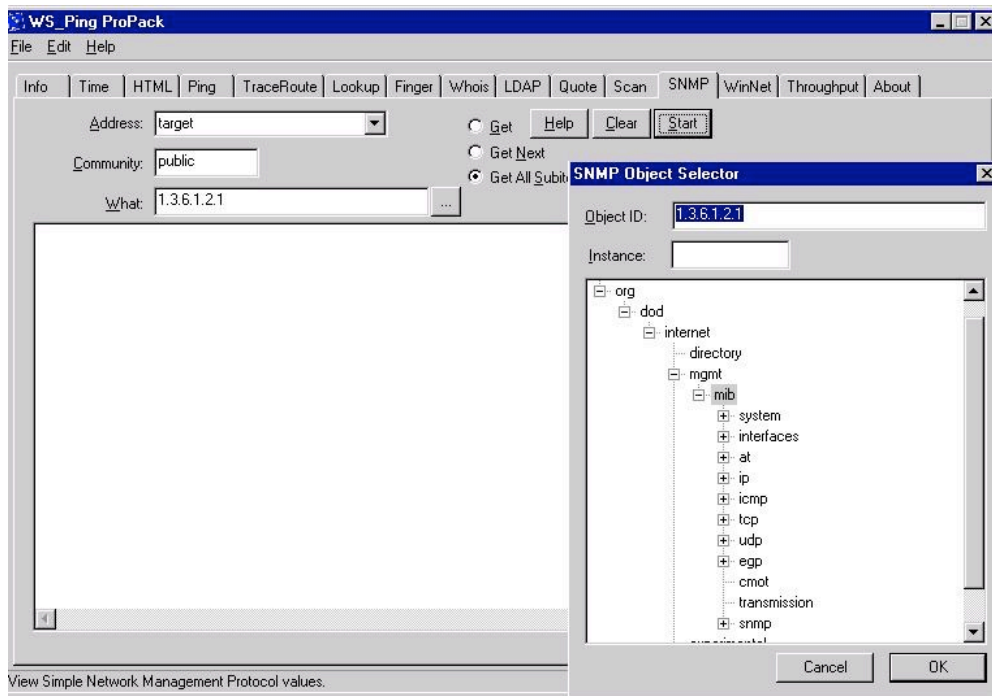 WS_Ping ProPack
File Edit Help
Info Time HTML Ping TraceRoute Lookup Finger Whois LDAP Quote Scan SNMP WinNet Throughput About
Address: target
Get Help Clear Start
Community: public
Get Next
Get All Subit
What: 1.3.6.1.2.1 ...
SNMP Object Selector
Object ID: 1.3.6.1.2.1
Instance:
org
dod
internet
directory
mgmt
mib
system
interfaces
at
ip
icmp
tcp
udp
egp
cmot
transmission
snmp
Cancel OK
View Simple Network Management Protocol values.